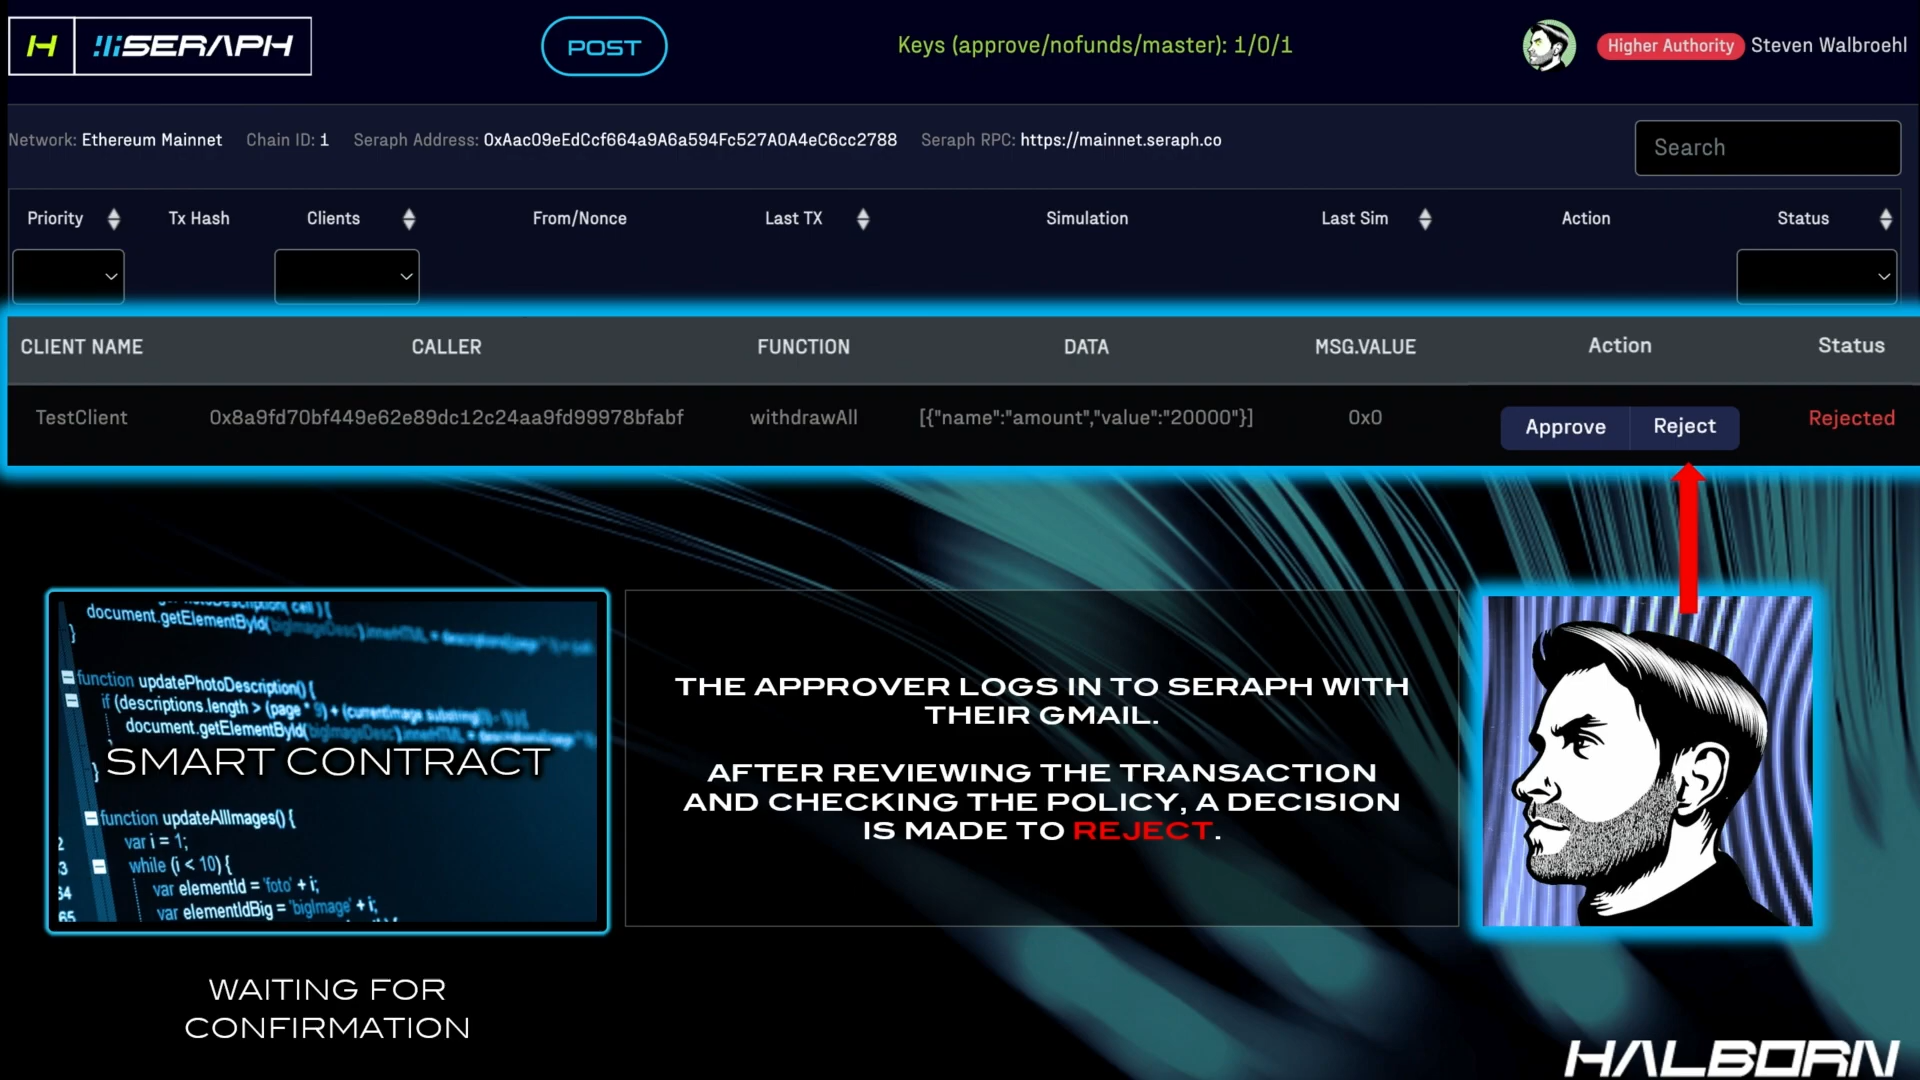 H SERAPH
POST
Keys (approve/nofunds/master): 1/0/1
Higher Authority Steven Walbroehl
Network: Ethereum Mainnet Chain ID: 1 Seraph Address: 0xAac09eEdCcf664a9A6a594Fc527A0A4eC6cc2788 Seraph RPC: https://mainnet.seraph.co
Search
Priority Tx Hash Clients From/Nonce Last TX Simulation Last Sim Action Status
CLIENT NAME CALLER FUNCTION DATA MSG.VALUE Action Status
TestClient 0x8a9fd70bf449e62e89dc12c24aa9fd99978bfabf withdrawAll [{"name":"amount","value":"20000"}] 0x0 Approve Reject Rejected
document.getElementById(
}
function updatePhotoDescription() {
if (descriptions.length > (page * 9) + (currentimage.substring(
document.getElementById(
}
SMART CONTRACT
function updateAllImages() {
var i = 1;
while (i < 10) {
var elementId = 'foto' + i;
64
var elementIdBig = 'bigImage' + i;
65
THE APPROVER LOGS IN TO SERAPH WITH
THEIR GMAIL.
AFTER REVIEWING THE TRANSACTION
AND CHECKING THE POLICY, A DECISION
IS MADE TO REJECT.
WAITING FOR
CONFIRMATION
HALBORN